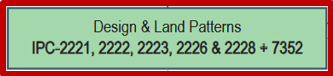 Design & Land Patterns
IPC-2221, 2222, 2223, 2226 & 2228 + 7352